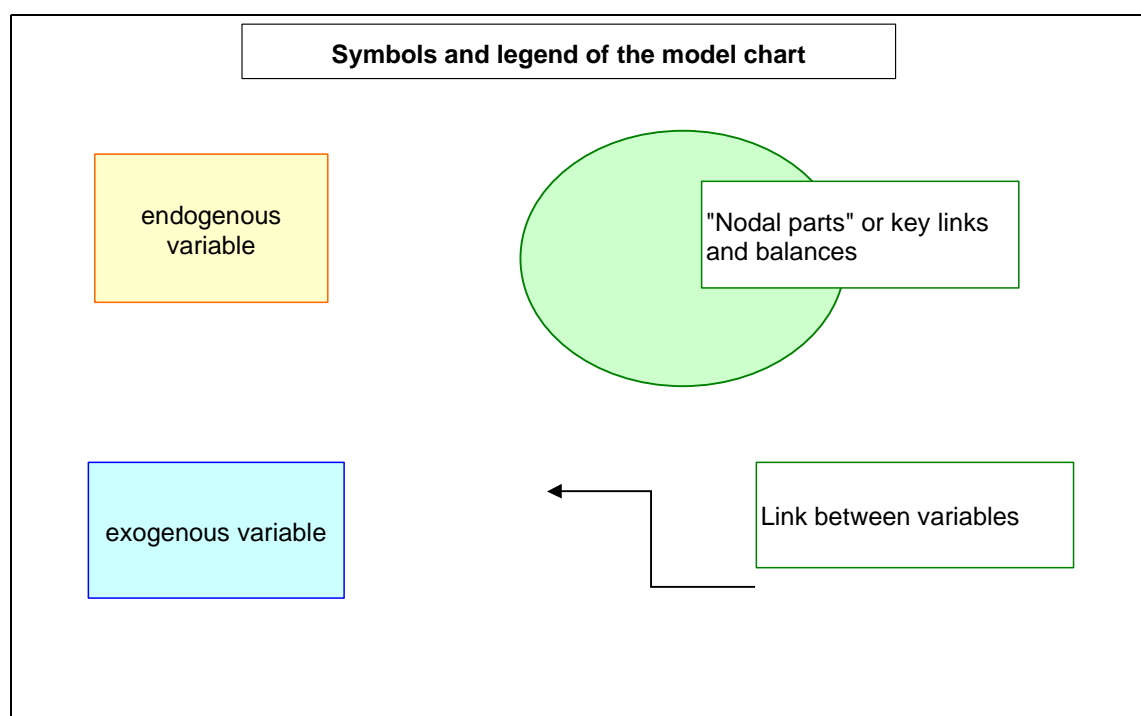 Symbols and legend of the model chart
endogenous
variable
"Nodal parts" or key links
and balances
exogenous variable
Link between variables